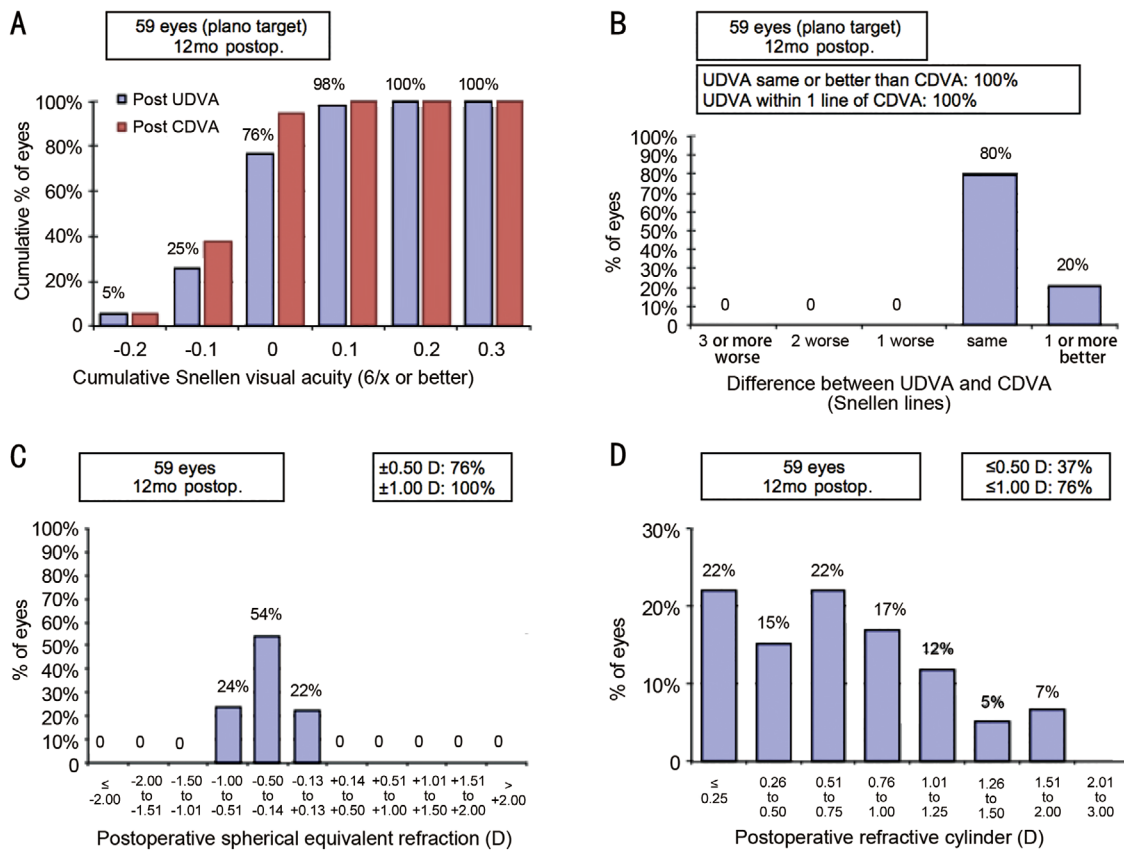 A
59 eyes (plano target)
12mo postop.
Post UDVA
Post CDVA
5%
25%
76%
98%
100%
100%
100%
80%
60%
40%
20%
0
Cumulative % of eyes
-0.2 -0.1 0 0.1 0.2 0.3
Cumulative Snellen visual acuity (6/x or better)
B
59 eyes (plano target)
12mo postop.
UDVA same or better than CDVA: 100%
UDVA within 1 line of CDVA: 100%
100%
90%
80%
70%
60%
50%
40%
30%
20%
10%
0
% of eyes
0 0 0 80% 20%
3 or more worse
2 worse
1 worse
same
1 or more better
Difference between UDVA and CDVA
(Snellen lines)
C
59 eyes
12mo postop.
±0.50 D: 76%
±1.00 D: 100%
100%
90%
80%
70%
60%
50%
40%
30%
20%
10%
0
% of eyes
0 0 0 24% 54% 22% 0 0 0 0 0
≤ -2.00
-2.00 to -1.51
-1.50 to -1.01
-1.00 to -0.51
-0.50 to -0.14
-0.13 to +0.13
+0.14 to +0.50
+0.51 to +1.00
+1.01 to +1.50
+1.51 to +2.00
> +2.00
Postoperative spherical equivalent refraction (D)
D
59 eyes
12mo postop.
≤0.50 D: 37%
≤1.00 D: 76%
30%
20%
10%
0
% of eyes
22% 15% 22% 17% 12% 5% 7%
≤ 0.25
0.26 to 0.50
0.51 to 0.75
0.76 to 1.00
1.01 to 1.25
1.26 to 1.50
1.51 to 2.00
2.01 to 3.00
Postoperative refractive cylinder (D)